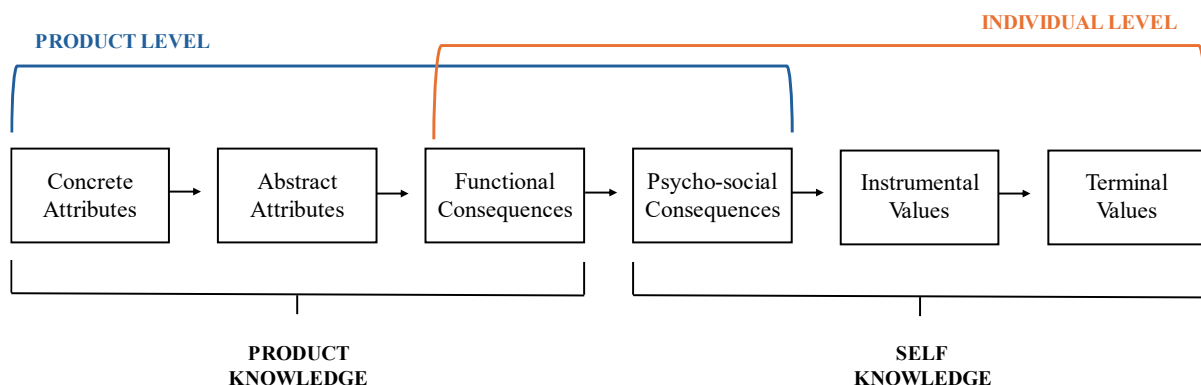 INDIVIDUAL LEVEL
PRODUCT LEVEL
Concrete
Attributes
Abstract
Attributes
Functional
Consequences
Psycho-social
Consequences
Instrumental
Values
Terminal
Values
PRODUCT
KNOWLEDGE
SELF
KNOWLEDGE